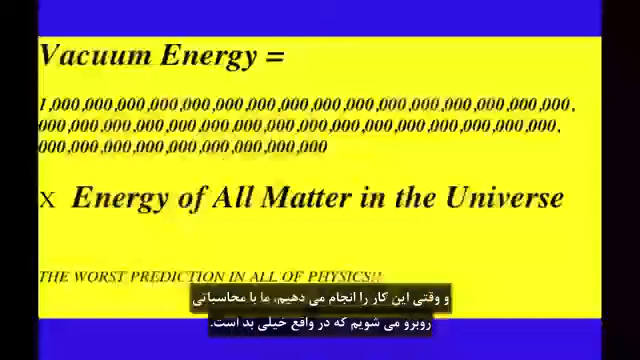 Vacuum Energy =
1,000,000,000,000,000,000,000,000,000,000,000,000,000,000,000,000,
000,000,000,000,000,000,000,000,000,000,000,000,000,000,000,000,
000,000,000,000,000,000,000,000,000
X Energy of All Matter in the Universe
THE WORST PREDICTION IN ALL OF PHYSICS!!
و وقتی این کار را انجام می دهیم، ما با محاسباتی
روبرو می شویم که در واقع خیلی بد است.